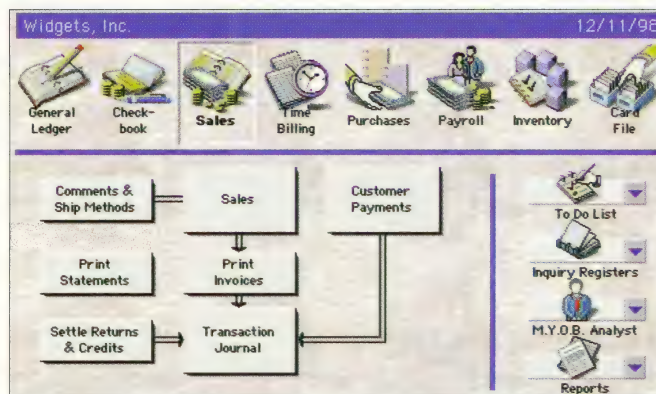 Widgets, Inc. 12/11/98
General Ledger
Check-book
Sales
Time Billing
Purchases
Payroll
Inventory
Card File
Comments & Ship Methods
Sales
Customer Payments
Print Statements
Print Invoices
Settle Returns & Credits
Transaction Journal
To Do List
Inquiry Registers
M.Y.O.B. Analyst
Reports